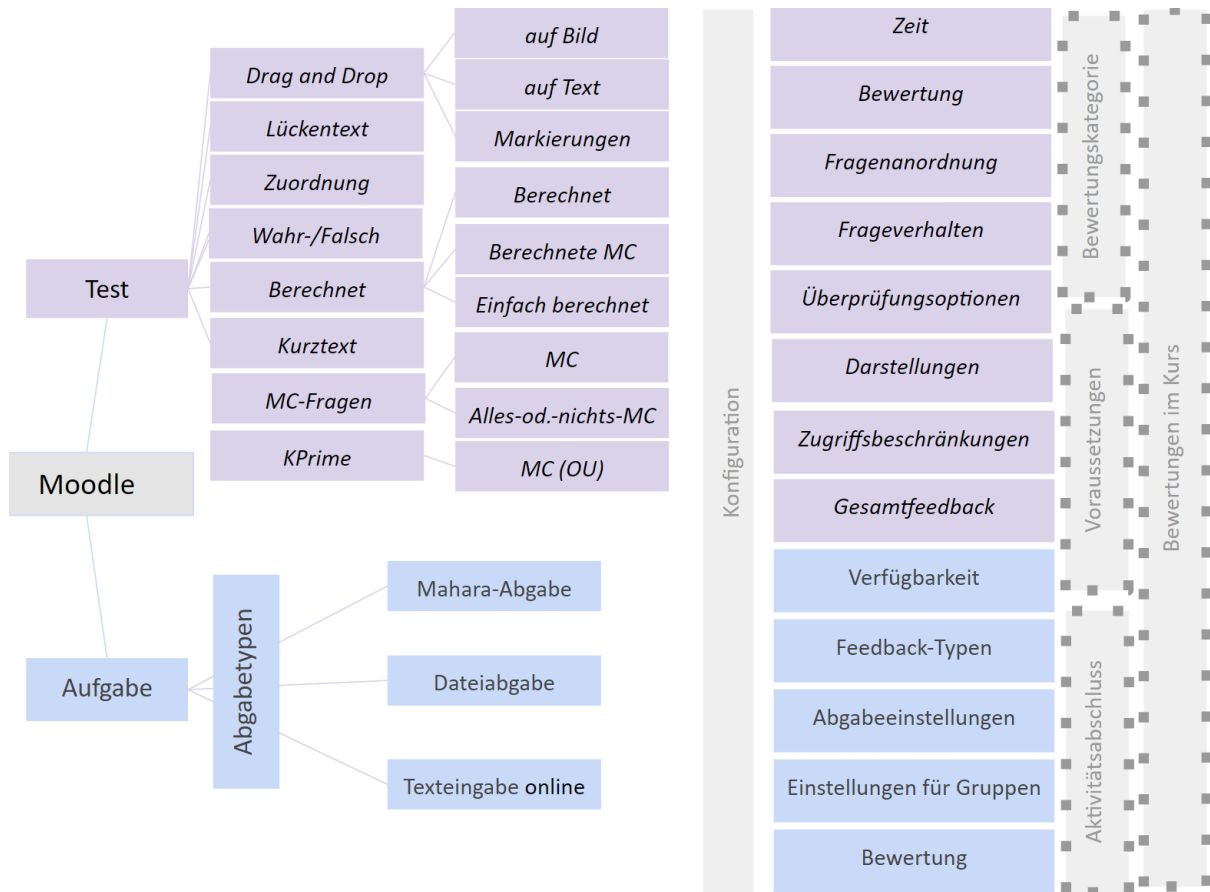 Moodle
Test
Drag and Drop
auf Bild
auf Text
Markierungen
Lückentext
Zuordnung
Wahr-/Falsch
Berechnet
Berechnet
Berechnete MC
Einfach berechnet
Kurztext
MC-Fragen
MC
Alles-od.-nichts-MC
KPrime
MC (OU)
Aufgabe
Abgabetypen
Mahara-Abgabe
Dateiabgabe
Texteingabe online
Konfiguration
Zeit
Bewertung
Fragenanordnung
Frageverhalten
Überprüfungsoptionen
Darstellungen
Zugriffsbeschränkungen
Gesamtfeedback
Verfügbarkeit
Feedback-Typen
Abgabeeinstellungen
Einstellungen für Gruppen
Bewertung
Bewertungskategorie
Voraussetzungen
Aktivitätsabschluss
Bewertungen im Kurs